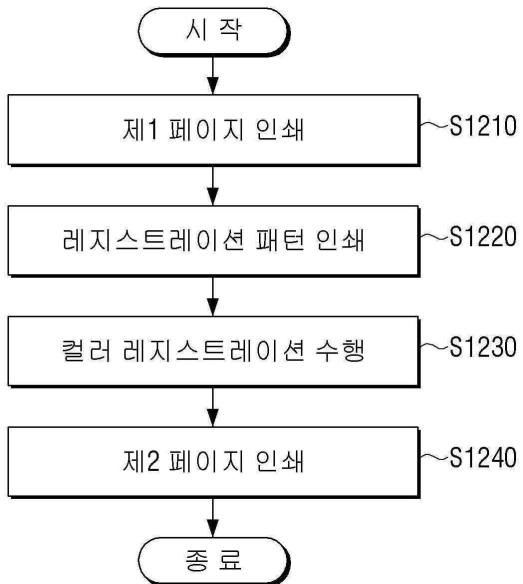 시 작
제1 페이지 인쇄
S1210
레지스트레이션 패턴 인쇄
S1220
컬러 레지스트레이션 수행
S1230
제2 페이지 인쇄
S1240
종 료